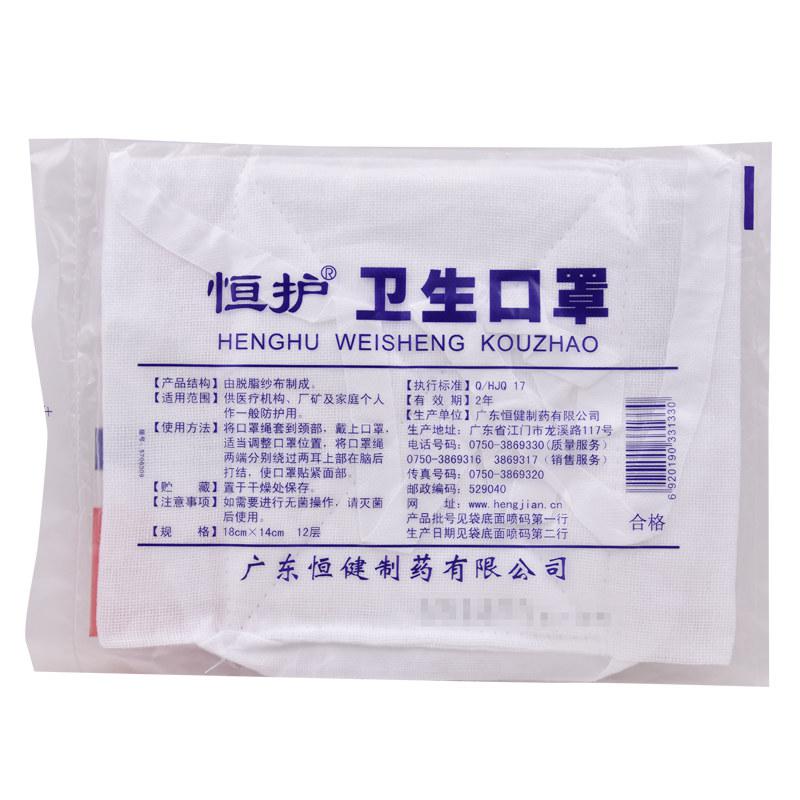 恒护® 卫生口罩
HENGHU WEISHENG KOUZHAO
【产品结构】由脱脂纱布制成。
【适用范围】供医疗机构、厂矿及家庭个人
作一般防护用。
【使用方法】将口罩绳套到颈部，戴上口罩，
适当调整口罩位置，将口罩绳
两端分别绕过两耳上部在脑后
打结，使口罩贴紧面部。
【贮 藏】置于干燥处保存。
【注意事项】如需要进行无菌操作，请灭菌
后使用。
【规 格】18cm×14cm 12层
【执行标准】Q/HJQ 17
【有 效 期】2年
【生产单位】广东恒健制药有限公司
生产地址：广东省江门市龙溪路117号
电话号码：0750-3869330(质量服务)
0750-3869316 3869317（销售服务）
传真号码：0750-3869320
邮政编码：529040
网 址：www.hengjian.cn
产品批号见袋底面喷码第一行
生产日期见袋底面喷码第二行
6 920190 331330
合格
广东恒健制药有限公司